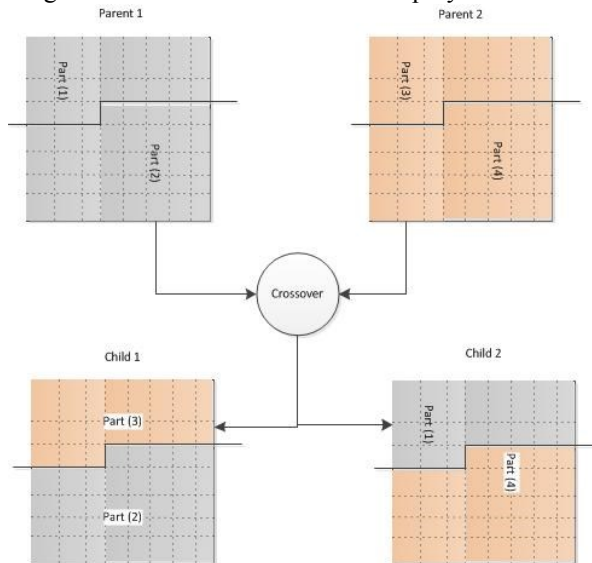 Parent 1
Parent 2
Part (1)
Part (2)
Part (3)
Part (4)
Crossover
Child 1
Child 2
Part (3)
Part (2)
Part (1)
Part (4)